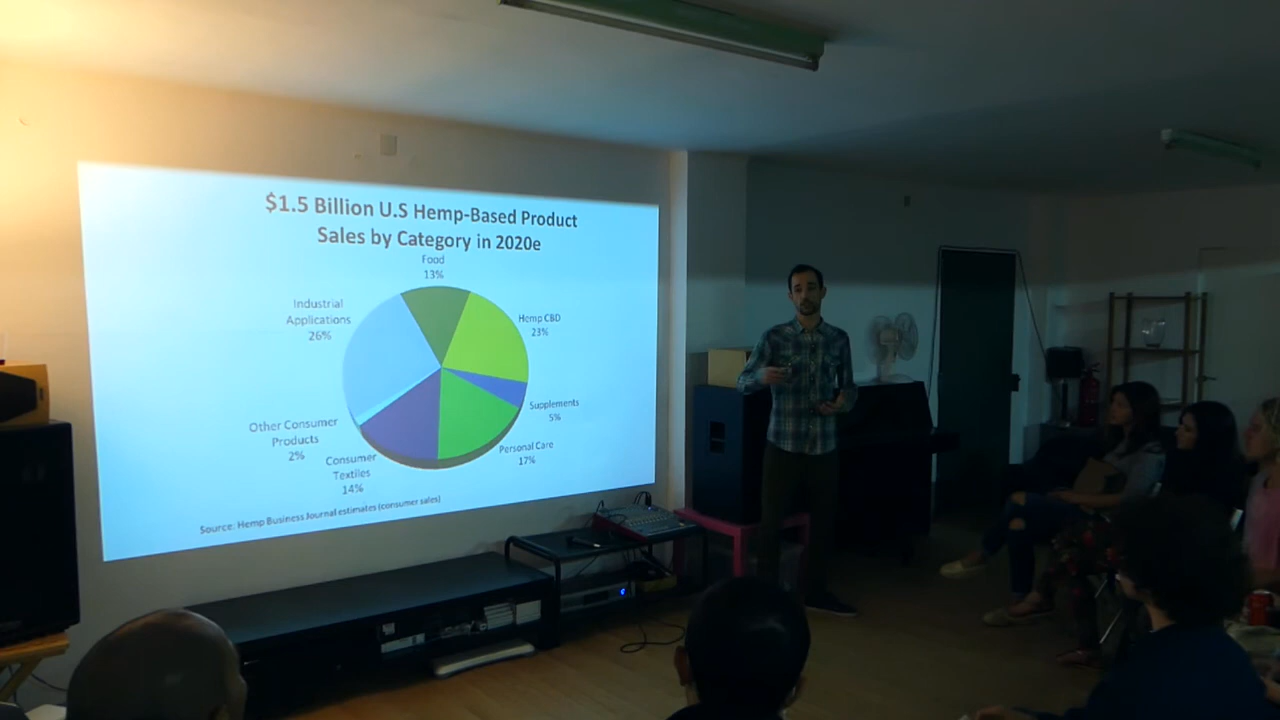 $1.5 Billion U.S Hemp-Based Product
Sales by Category in 2020e
Food
13%
Industrial
Applications
26%
Hemp CBD
23%
Supplements
5%
Other Consumer
Products
2%
Personal Care
17%
Consumer
Textiles
14%
Source: Hemp Business Journal estimates (consumer sales)